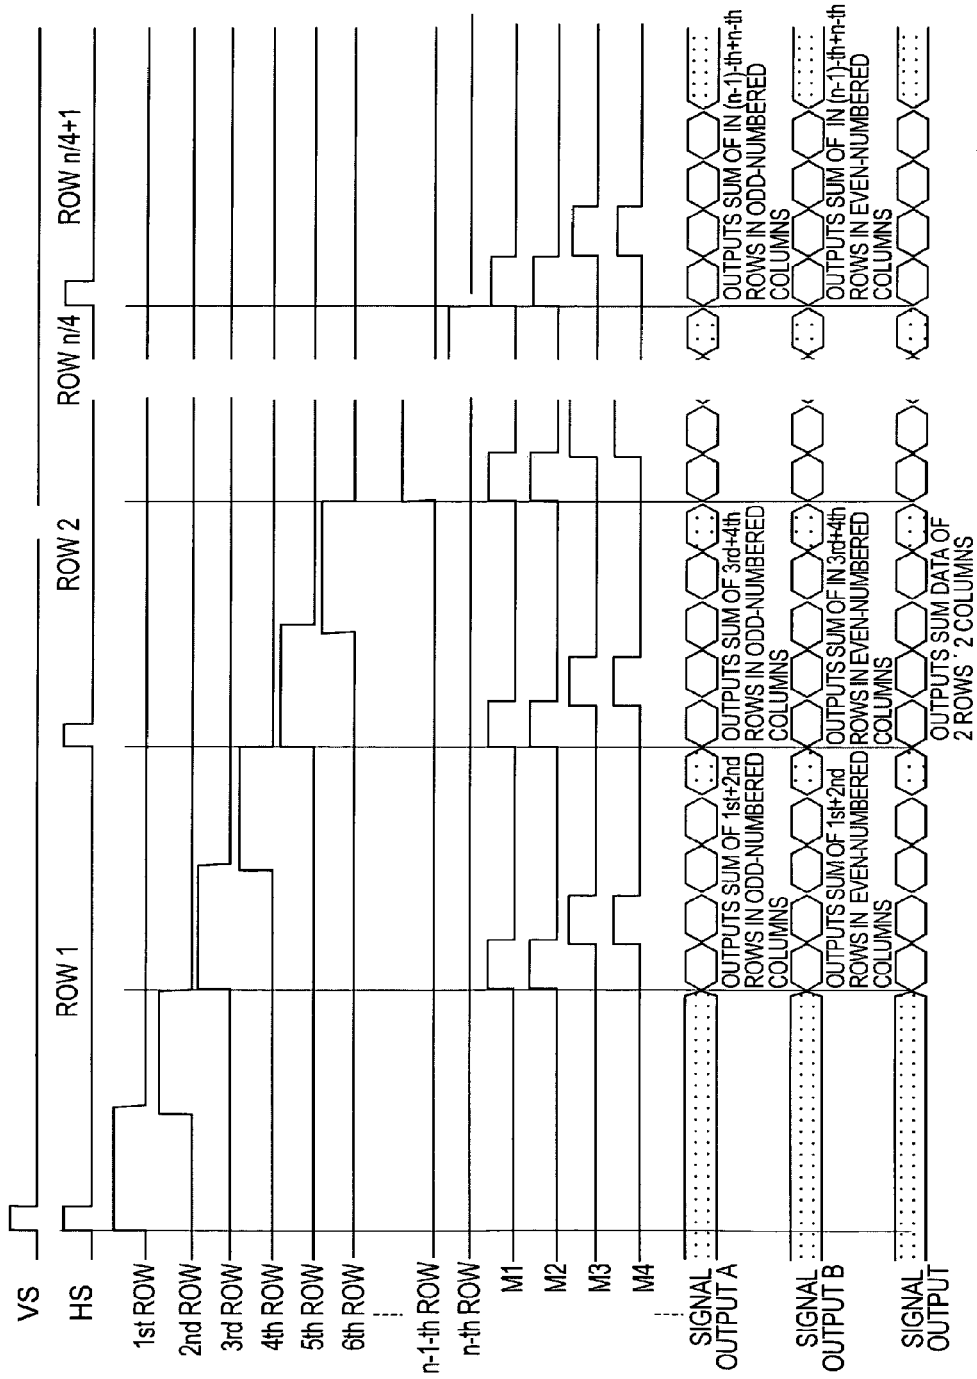 VS
HS
ROW 1
ROW 2
ROW n/4
ROW n/4+1
1st ROW
2nd ROW
3rd ROW
4th ROW
5th ROW
6th ROW
n-1-th ROW
n-th ROW
M1
M2
M3
M4
SIGNAL
OUTPUT A
OUTPUTS SUM OF 1st+2nd
ROWS IN ODD-NUMBERED
COLUMNS
OUTPUTS SUM OF 3rd+4th
ROWS IN ODD-NUMBERED
COLUMNS
OUTPUTS SUM OF IN (n-1)-th+n-th
ROWS IN ODD-NUMBERED
COLUMNS
SIGNAL
OUTPUT B
OUTPUTS SUM OF 1st+2nd
ROWS IN EVEN-NUMBERED
COLUMNS
OUTPUTS SUM OF IN 3rd+4th
ROWS IN EVEN-NUMBERED
COLUMNS
OUTPUTS SUM OF IN (n-1)-th+n-th
ROWS IN EVEN-NUMBERED
COLUMNS
SIGNAL
OUTPUT
OUTPUTS SUM DATA OF
2 ROWS ' 2 COLUMNS